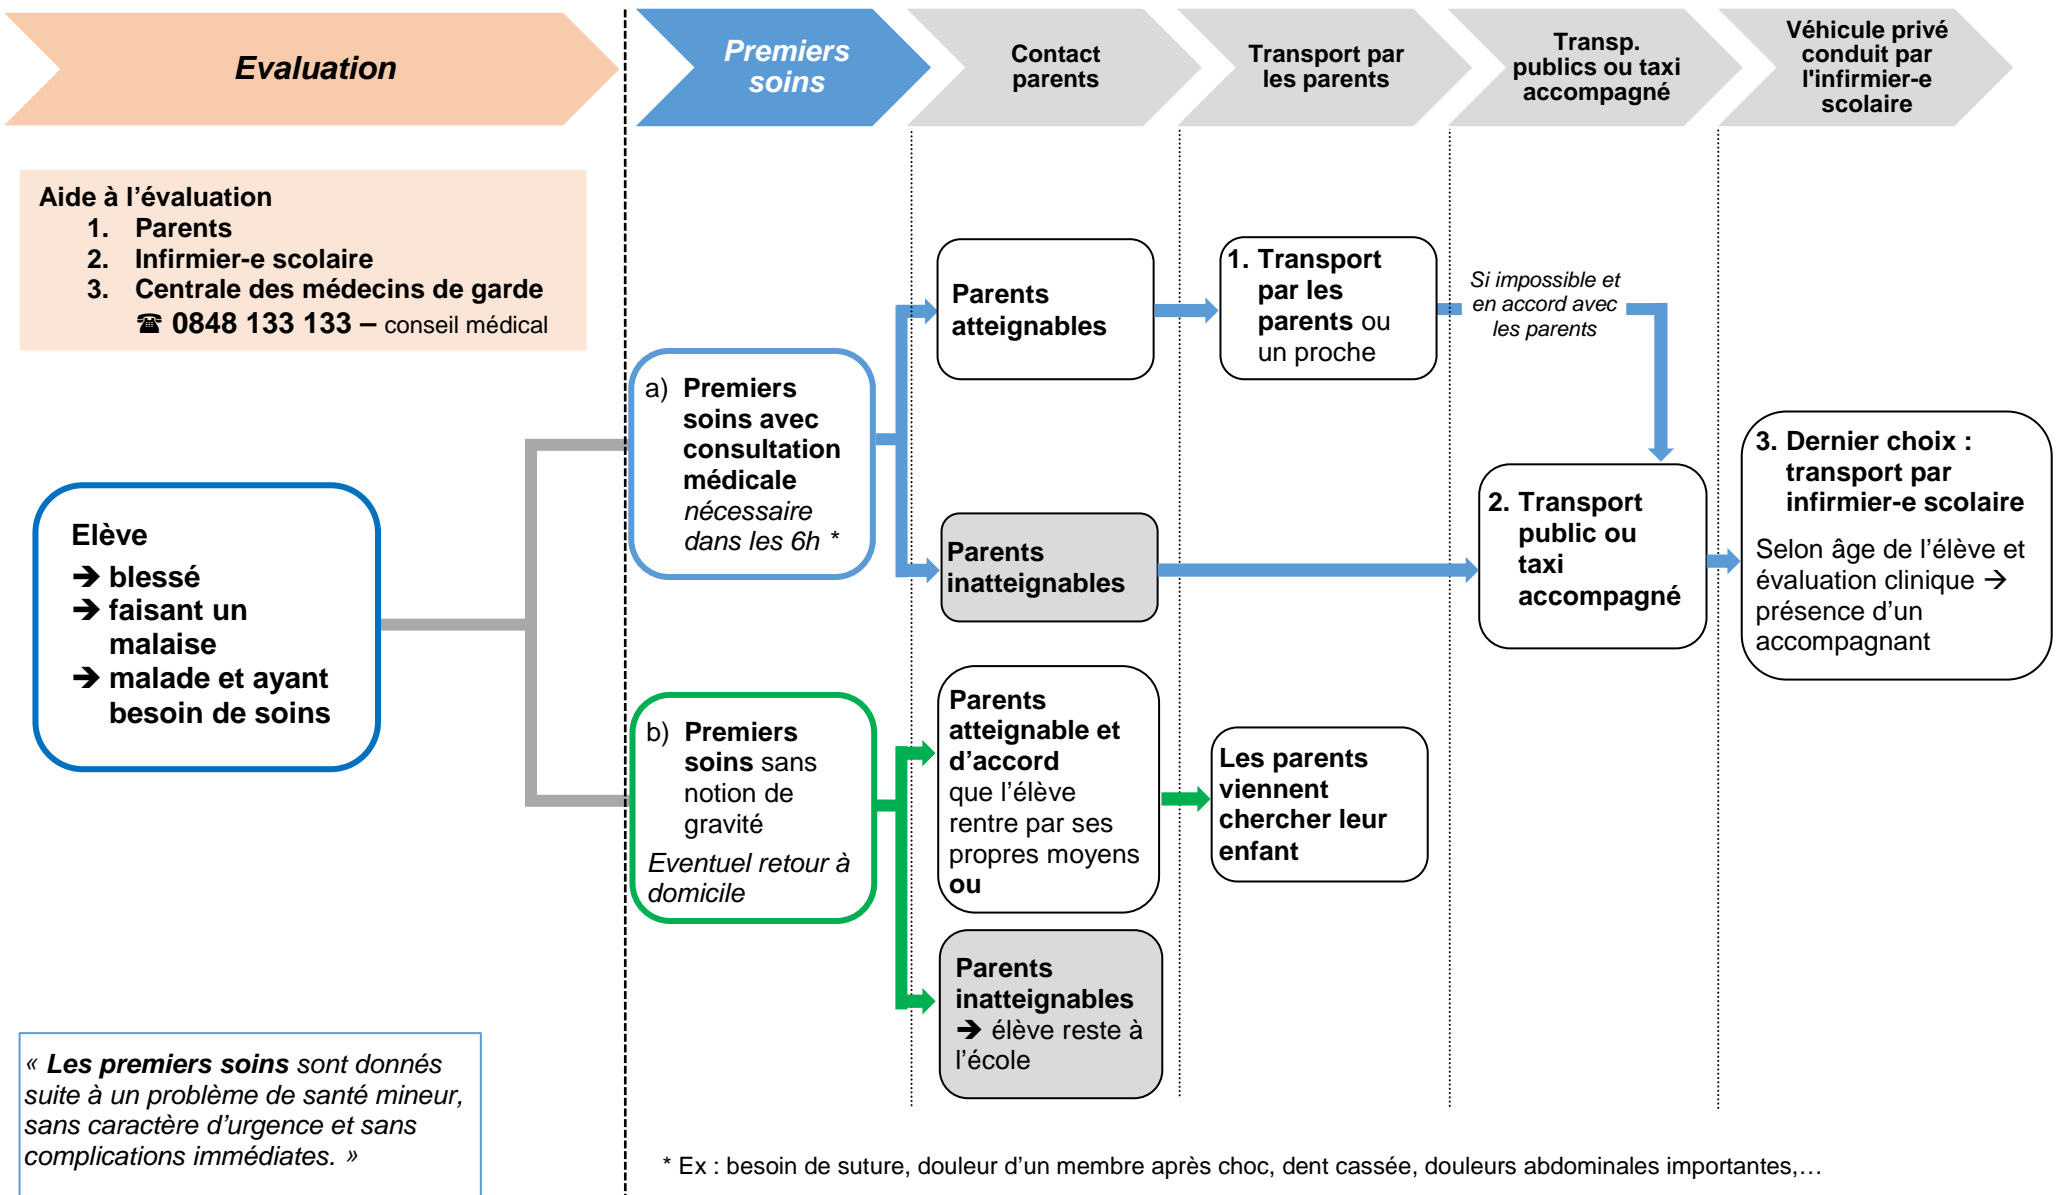 Evaluation
Premiers
soins
Contact
parents
Transport par
les parents
Transp.
publics ou taxi
accompagné
Véhicule privé
conduit par
l'infirmier-e
scolaire
Aide à l’évaluation
1. Parents
2. Infirmier-e scolaire
3. Centrale des médecins de garde
☎ 0848 133 133 – conseil médical
Elève
➔ blessé
➔ faisant un
malaise
➔ malade et ayant
besoin de soins
a) Premiers
soins avec
consultation
médicale
nécessaire
dans les 6h *
Parents
atteignables
1. Transport
par les
parents ou
un proche
Si impossible et
en accord avec
les parents
Parents
inatteignables
2. Transport
public ou
taxi
accompagné
3. Dernier choix :
transport par
infirmier-e scolaire
Selon âge de l’élève et
évaluation clinique →
présence d’un
accompagnant
b) Premiers
soins sans
notion de
gravité
Eventuel retour à
domicile
Parents
atteignable et
d’accord
que l’élève
rentre par ses
propres moyens
ou
Les parents
viennent
chercher leur
enfant
Parents
inatteignables
➔ élève reste à
l’école
« Les premiers soins sont donnés
suite à un problème de santé mineur,
sans caractère d’urgence et sans
complications immédiates. »
* Ex : besoin de suture, douleur d’un membre après choc, dent cassée, douleurs abdominales importantes,…